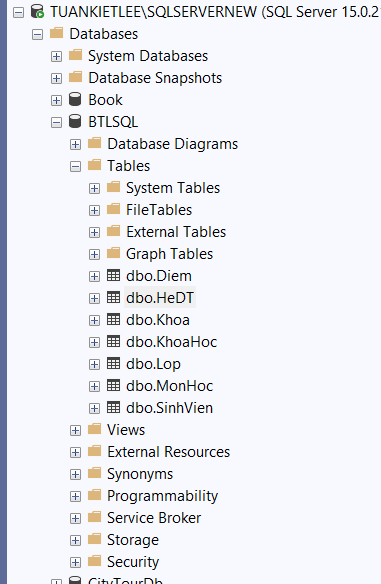 TUANKIETLEE\SQLSERVERNEW (SQL Server 15.0.2
Databases
System Databases
Database Snapshots
Book
BTLSQL
Database Diagrams
Tables
System Tables
FileTables
External Tables
Graph Tables
dbo.Diem
dbo.HeDT
dbo.Khoa
dbo.KhoaHoc
dbo.Lop
dbo.MonHoc
dbo.SinhVien
Views
External Resources
Synonyms
Programmability
Service Broker
Storage
Security
CityTourDb